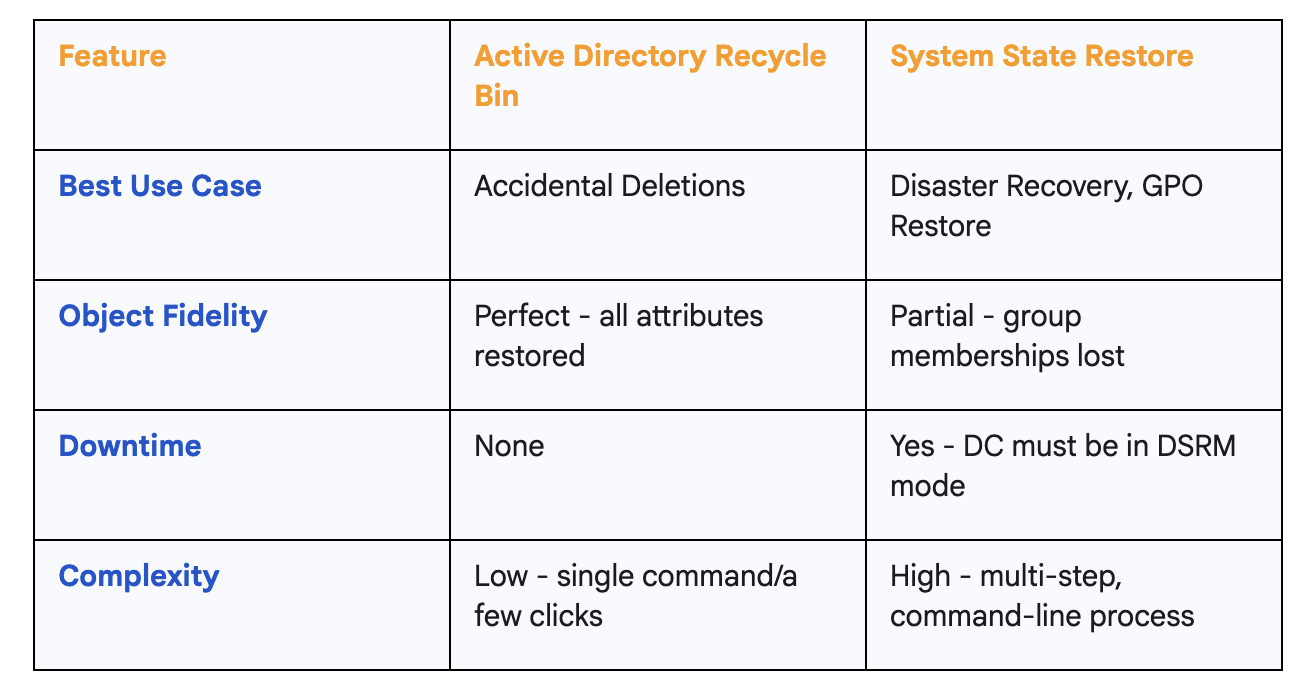 Feature
Active Directory Recycle
Bin
System State Restore
Best Use Case
Accidental Deletions
Disaster Recovery, GPO
Restore
Object Fidelity
Perfect - all attributes
restored
Partial - group
memberships lost
Downtime
None
Yes - DC must be in DSRM
mode
Complexity
Low - single command/a
few clicks
High - multi-step,
command-line process